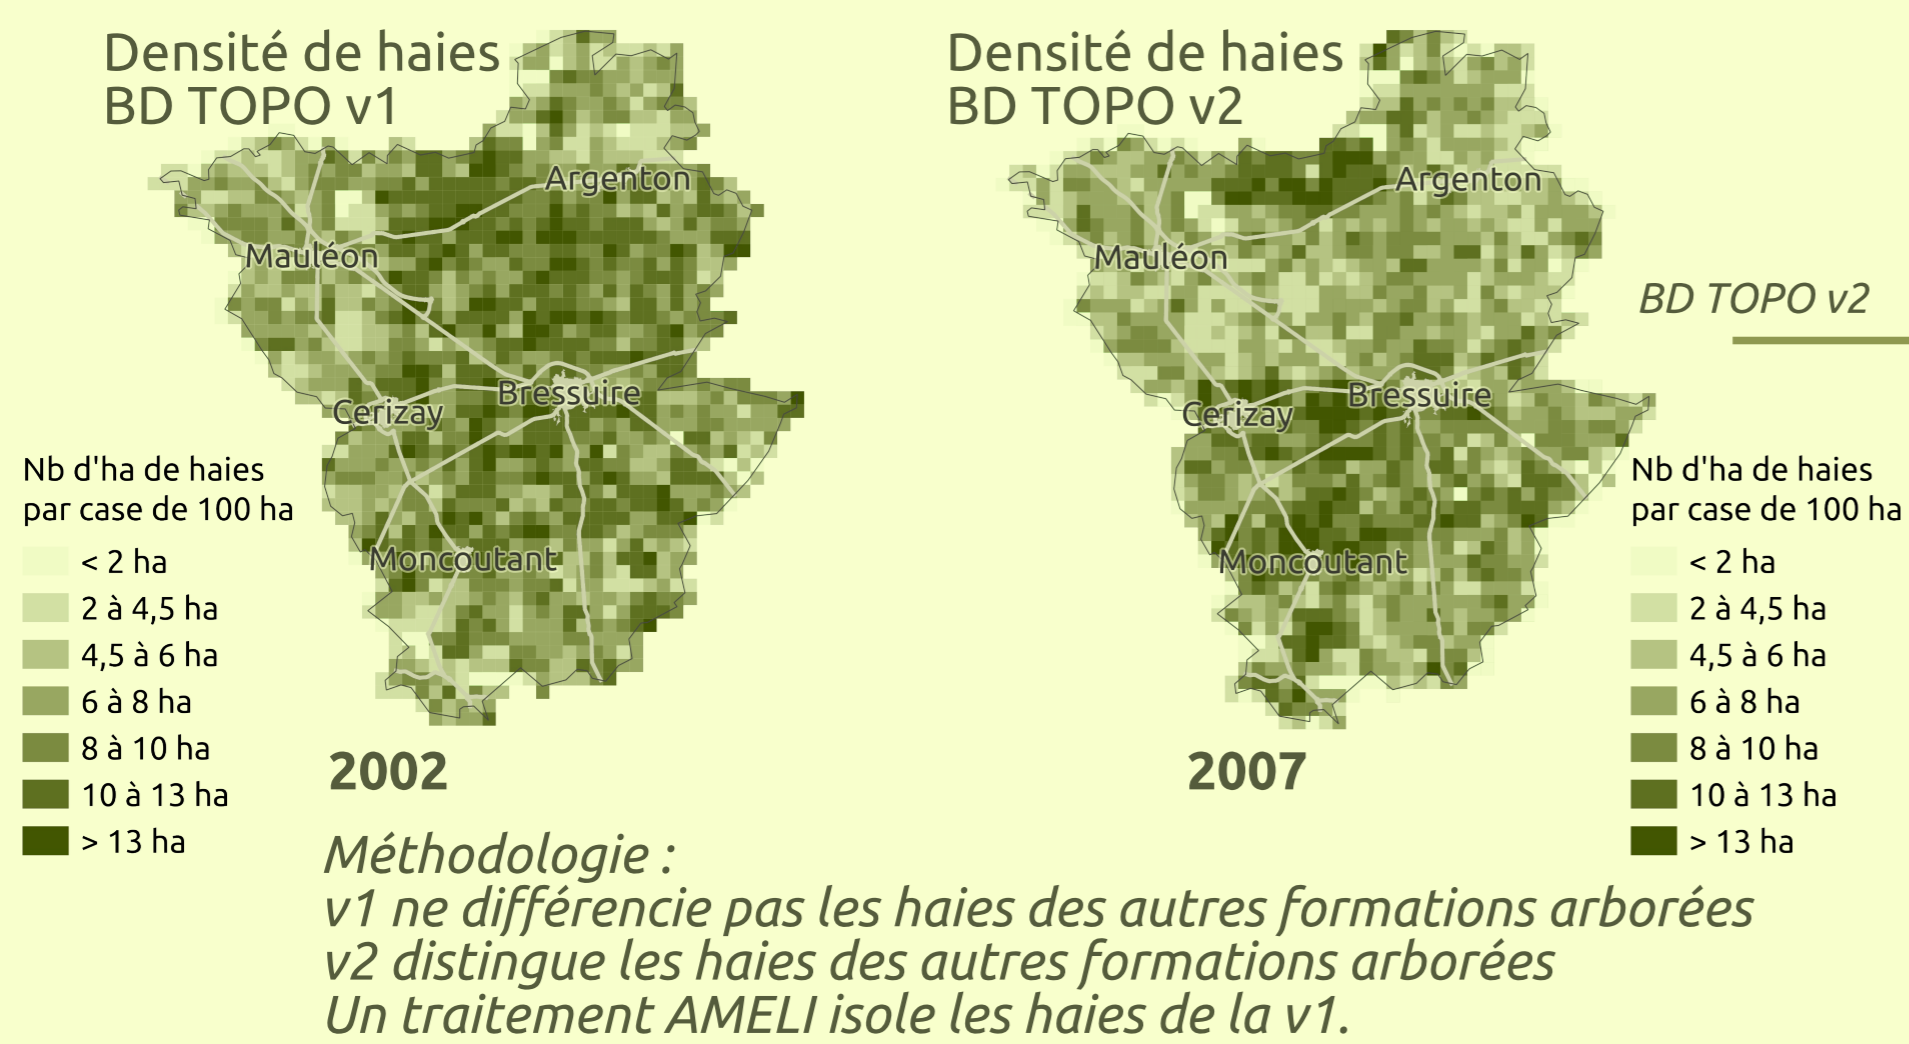 Densité de haies
BD TOPO v1
Argenton
Mauléon
Bressuire
Cerizay
Moncoutant
Nb d'ha de haies
par case de 100 ha
< 2 ha
2 à 4,5 ha
4,5 à 6 ha
6 à 8 ha
8 à 10 ha
10 à 13 ha
> 13 ha
2002
Densité de haies
BD TOPO v2
Argenton
Mauléon
Bressuire
Cerizay
Moncoutant
2007
BD TOPO v2
Nb d'ha de haies
par case de 100 ha
< 2 ha
2 à 4,5 ha
4,5 à 6 ha
6 à 8 ha
8 à 10 ha
10 à 13 ha
> 13 ha
Méthodologie :
v1 ne différencie pas les haies des autres formations arborées
v2 distingue les haies des autres formations arborées
Un traitement AMELI isole les haies de la v1.